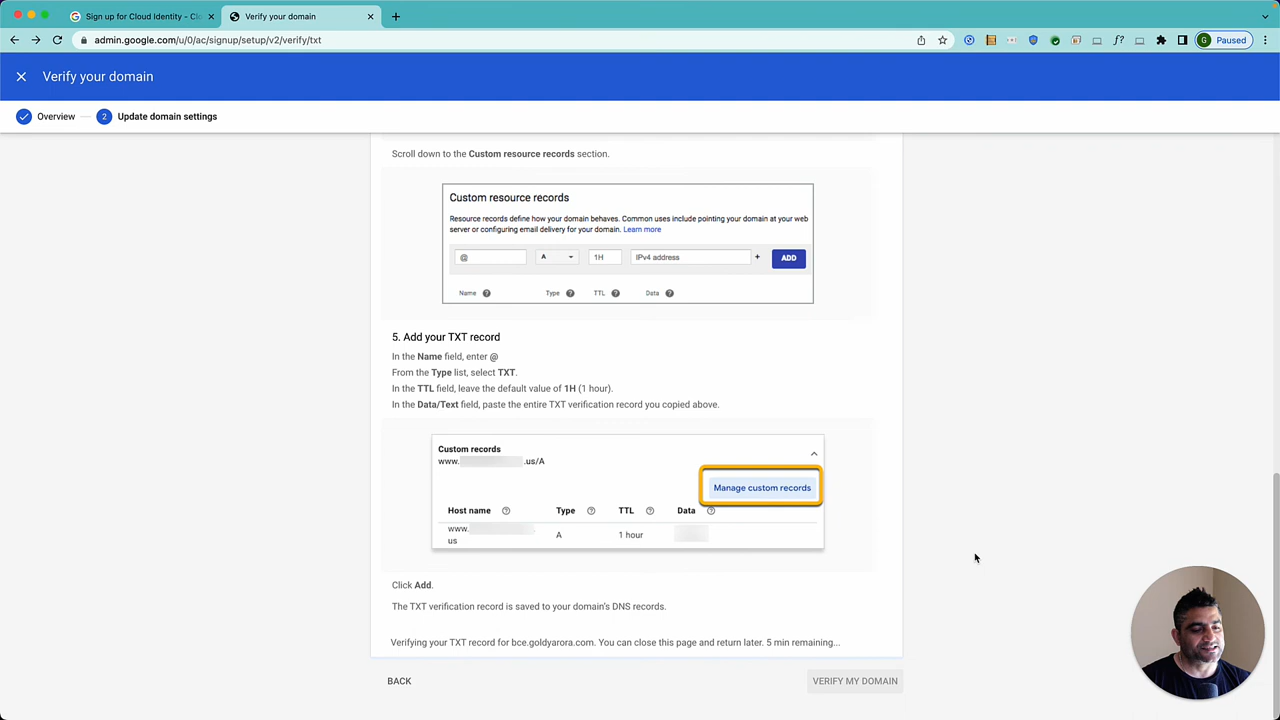 Sign up for Cloud Identity - Clo
Verify your domain
admin.google.com/u/0/ac/signup/setup/v2/verify/txt
f?
G Paused
Verify your domain
Overview
2 Update domain settings
Scroll down to the Custom resource records section.
Custom resource records
Resource records define how your domain behaves. Common uses include pointing your domain at your web
server or configuring email delivery for your domain. Learn more
@ A 1H IPv4 address + ADD
Name ? Type ? TTL ? Data ?
5. Add your TXT record
In the Name field, enter @
From the Type list, select TXT.
In the TTL field, leave the default value of 1H (1 hour).
In the Data/Text field, paste the entire TXT verification record you copied above.
Custom records
www. .us/A
Manage custom records
Host name ? Type ? TTL ? Data ?
www. .
us A 1 hour
Click Add.
The TXT verification record is saved to your domain's DNS records.
Verifying your TXT record for bce.goldyarora.com. You can close this page and return later. 5 min remaining...
BACK
VERIFY MY DOMAIN